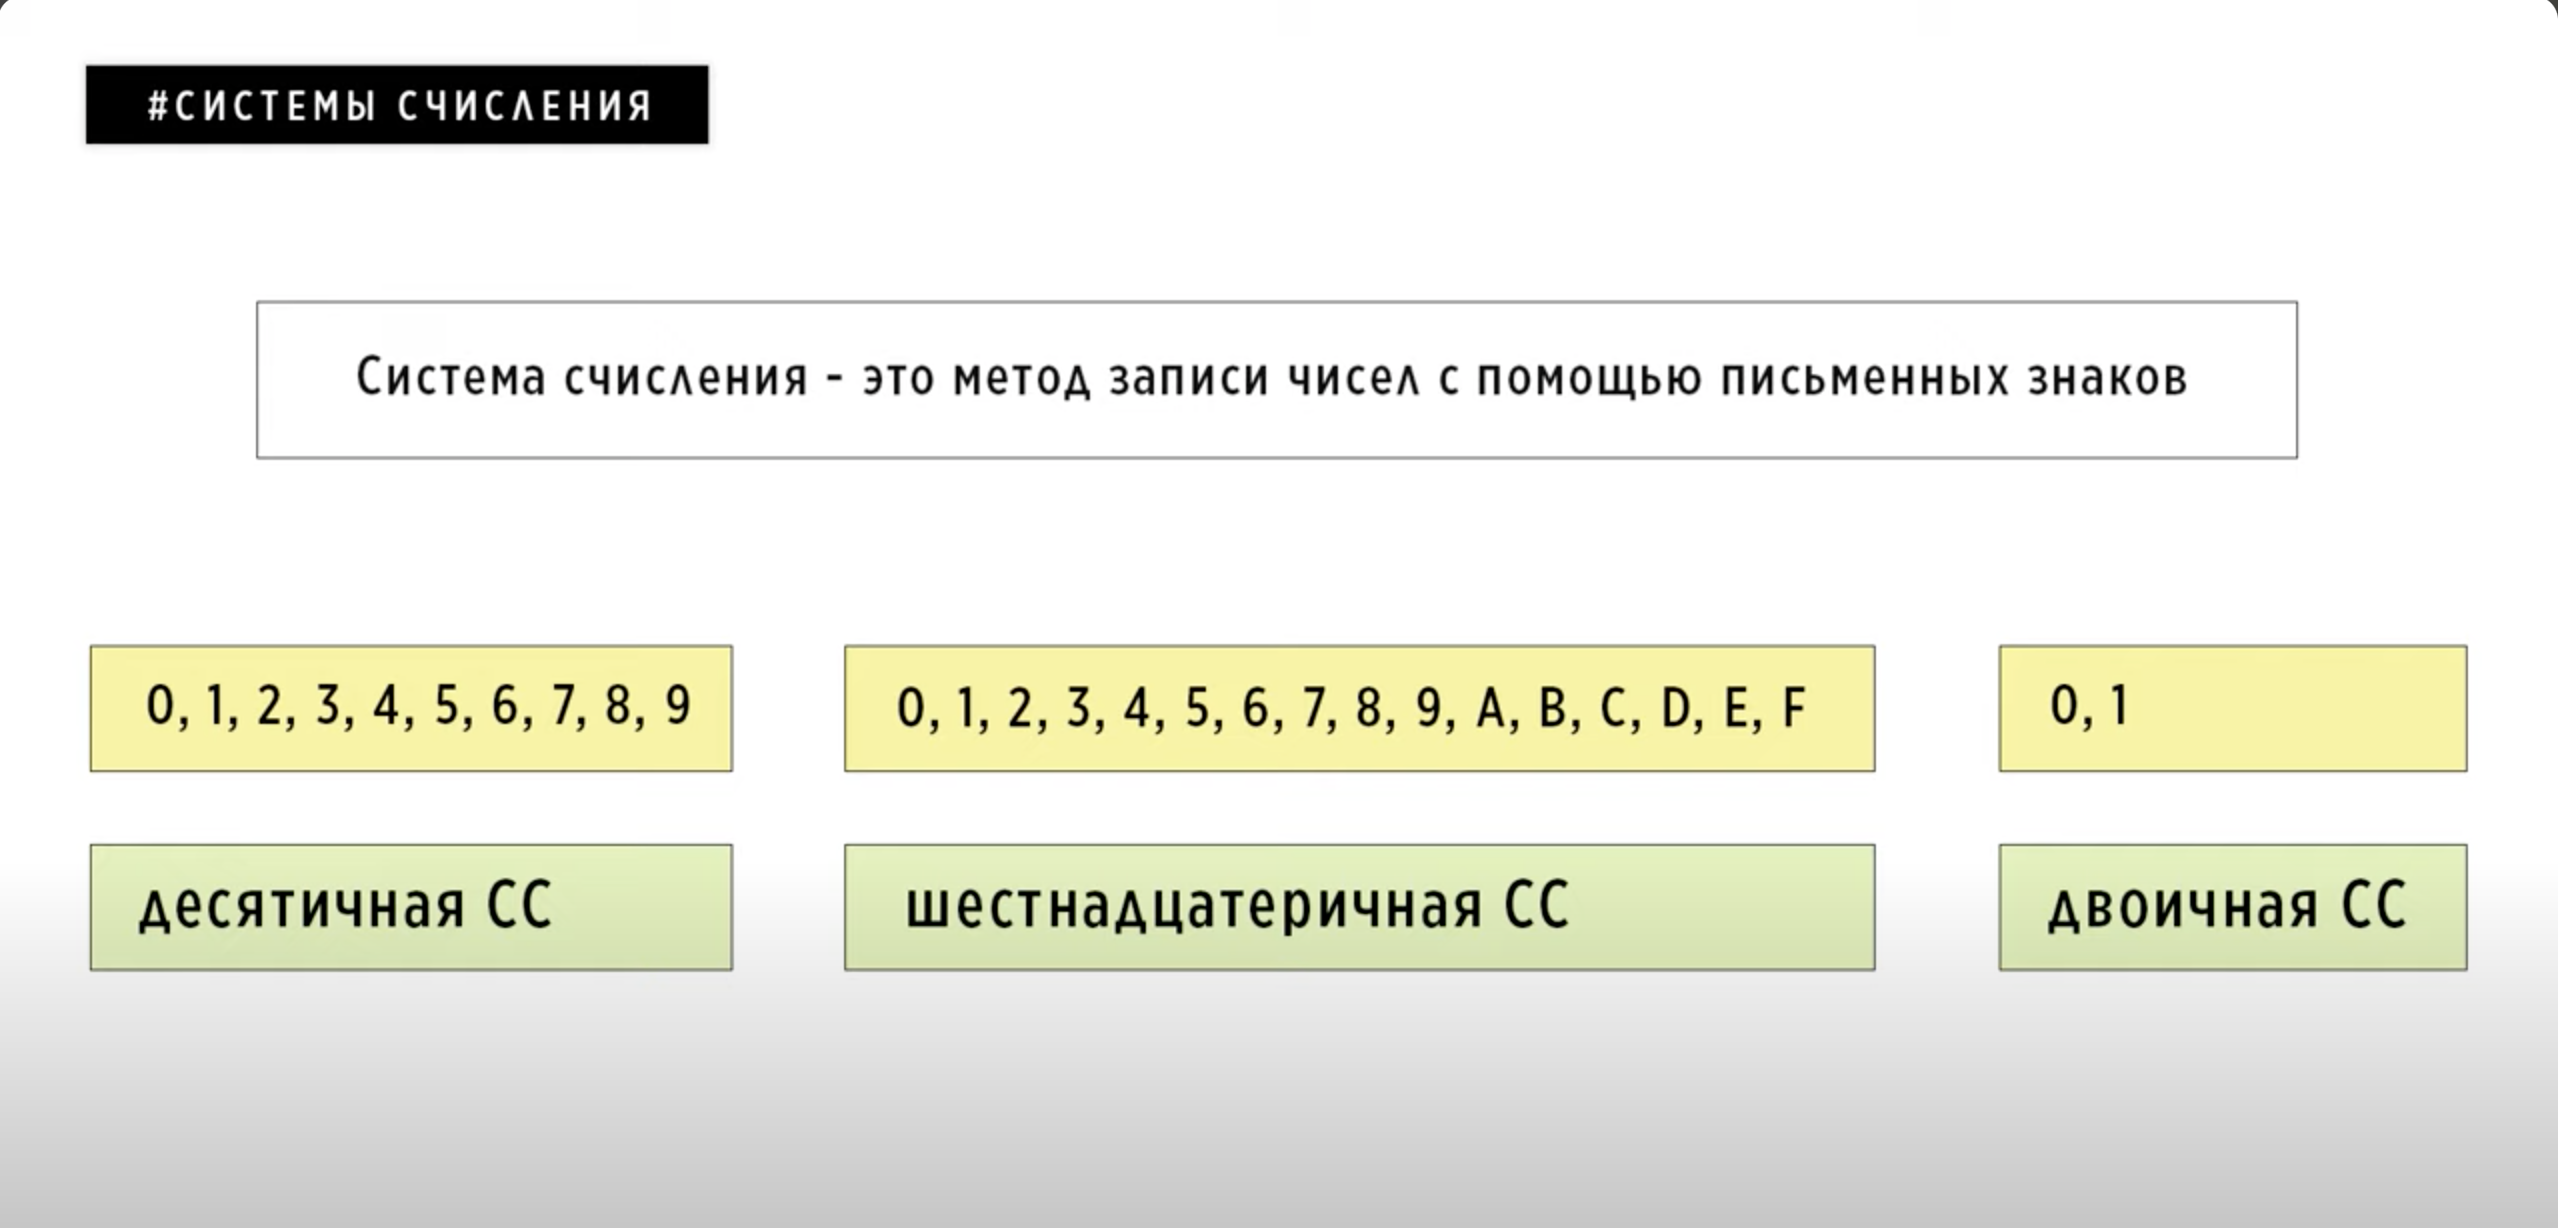 #СИСТЕМЫ СЧИСЛЕНИЯ
Система счисления - это метод записи чисел с помощью письменных знаков
0, 1, 2, 3, 4, 5, 6, 7, 8, 9
0, 1, 2, 3, 4, 5, 6, 7, 8, 9, A, B, C, D, E, F
0, 1
десятичная СС
шестнадцатеричная СС
двоичная СС